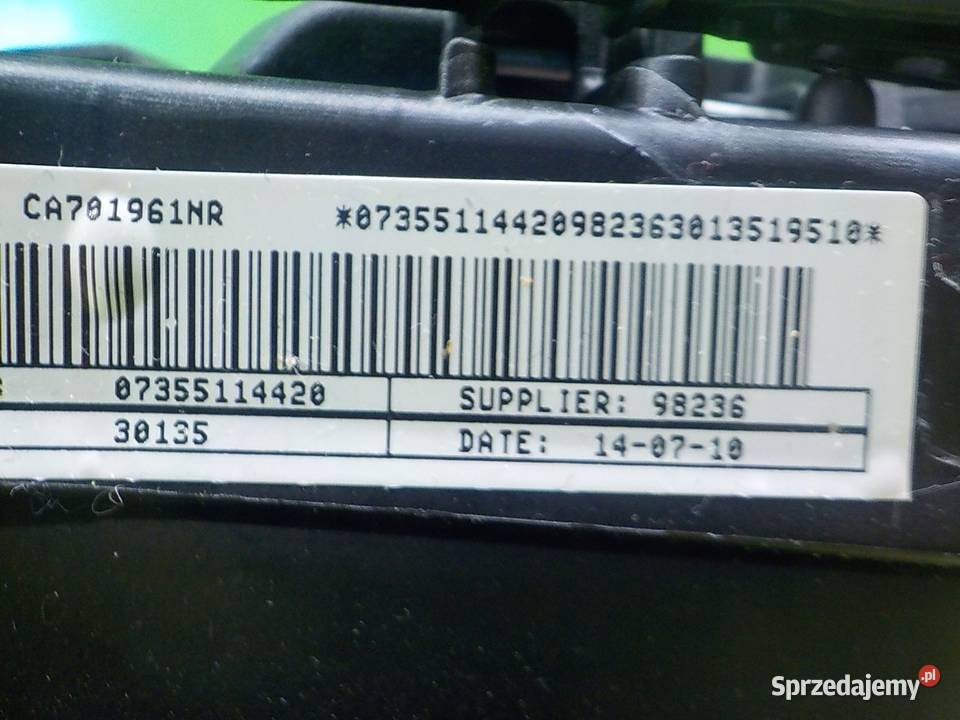 CA701961NR *07355114420982363013519510*
07355114420 SUPPLIER: 98236
30135 DATE: 14-07-10
Sprzedajemy.pl